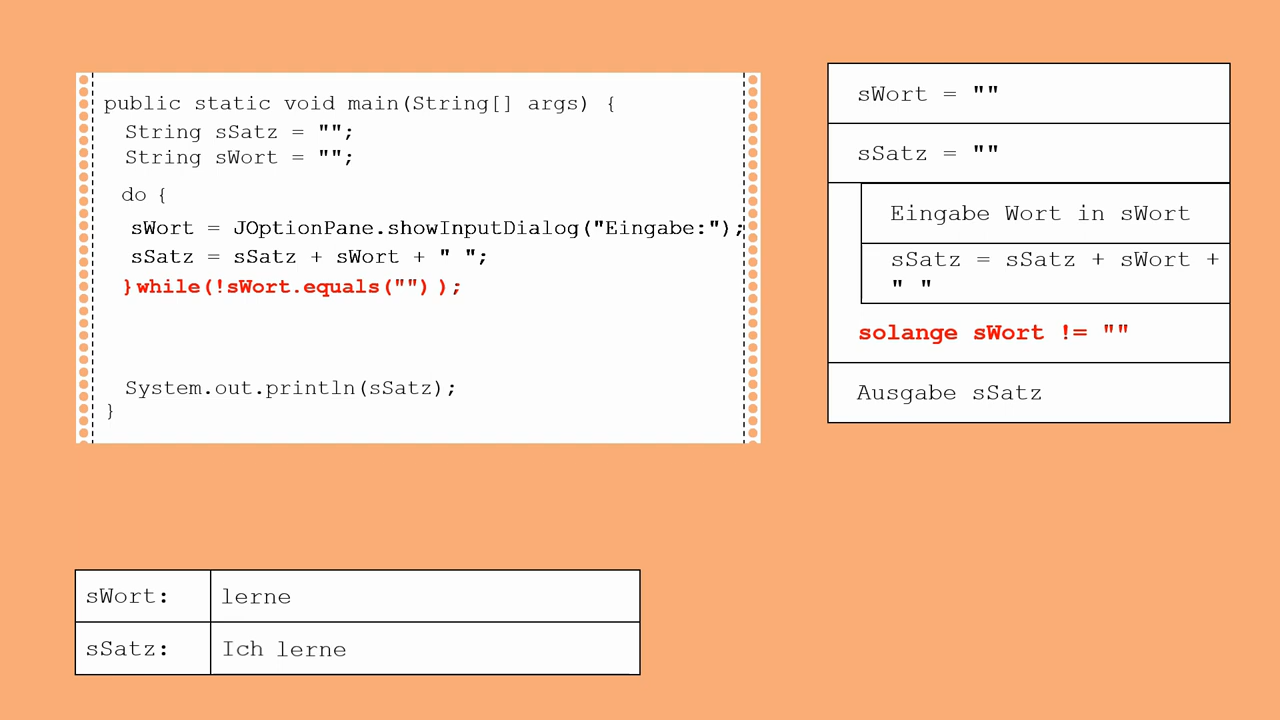 public static void main(String[] args) {
String sSatz = "";
String sWort = "";
do {
sWort = JOptionPane.showInputDialog("Eingabe:");
sSatz = sSatz + sWort + " ";
}while(!sWort.equals("") );
System.out.println(sSatz);
}
sWort = ""
sSatz = ""
Eingabe Wort in sWort
sSatz = sSatz + sWort +
" "
solange sWort != ""
Ausgabe sSatz
sWort: lerne
sSatz: Ich lerne